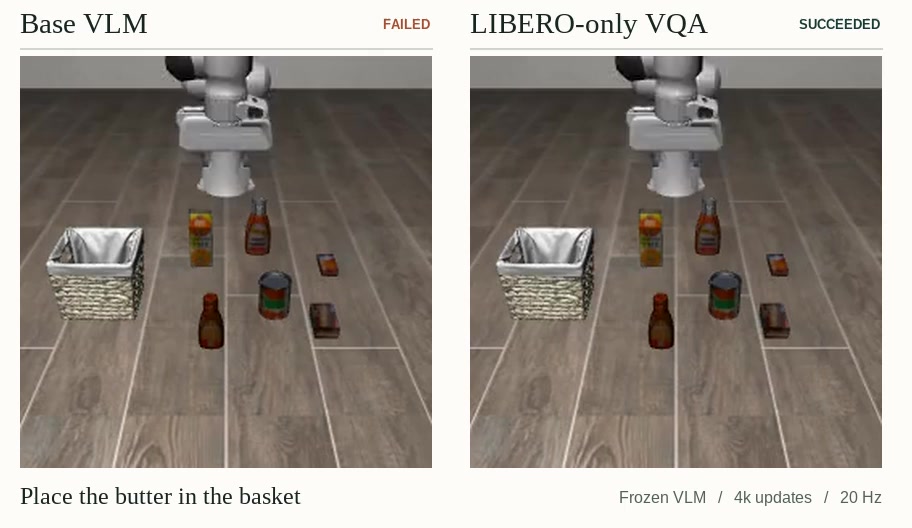 Base VLM
FAILED
LIBERO-only VQA
SUCCEEDED
Place the butter in the basket
Frozen VLM / 4k updates / 20 Hz